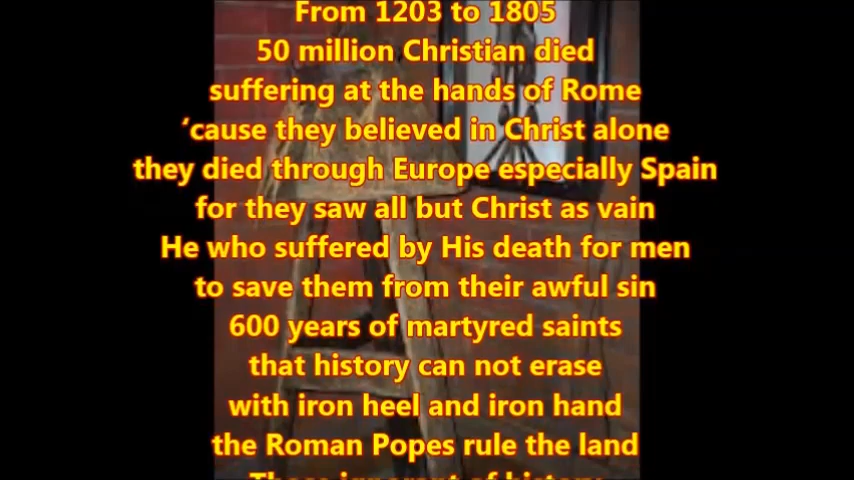 From 1203 to 1805
50 million Christian died
suffering at the hands of Rome
‘cause they believed in Christ alone
they died through Europe especially Spain
for they saw all but Christ as vain
He who suffered by His death for men
to save them from their awful sin
600 years of martyred saints
that history can not erase
with iron heel and iron hand
the Roman Popes rule the land